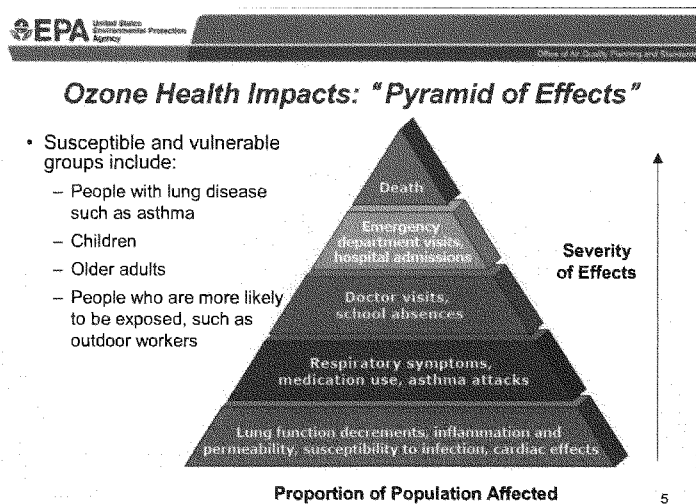 EPA
United States
Environmental Protection
Agency
Office of Air Quality Planning and Standards
Ozone Health Impacts: "Pyramid of Effects"
• Susceptible and vulnerable
groups include:
– People with lung disease
such as asthma
– Children
– Older adults
– People who are more likely
to be exposed, such as
outdoor workers
Death
Emergency
department visits,
hospital admissions
Doctor visits,
school absences
Respiratory symptoms,
medication use, asthma attacks
Lung function decrements, inflammation and
permeability, susceptibility to infection, cardiac effects
Severity
of Effects
Proportion of Population Affected
5